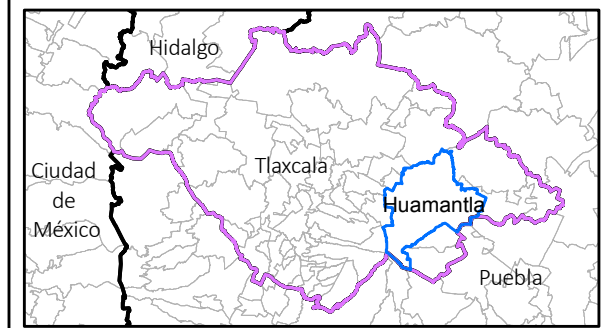 Hidalgo
Tlaxcala
Ciudad
de
México
Huamantla
Puebla